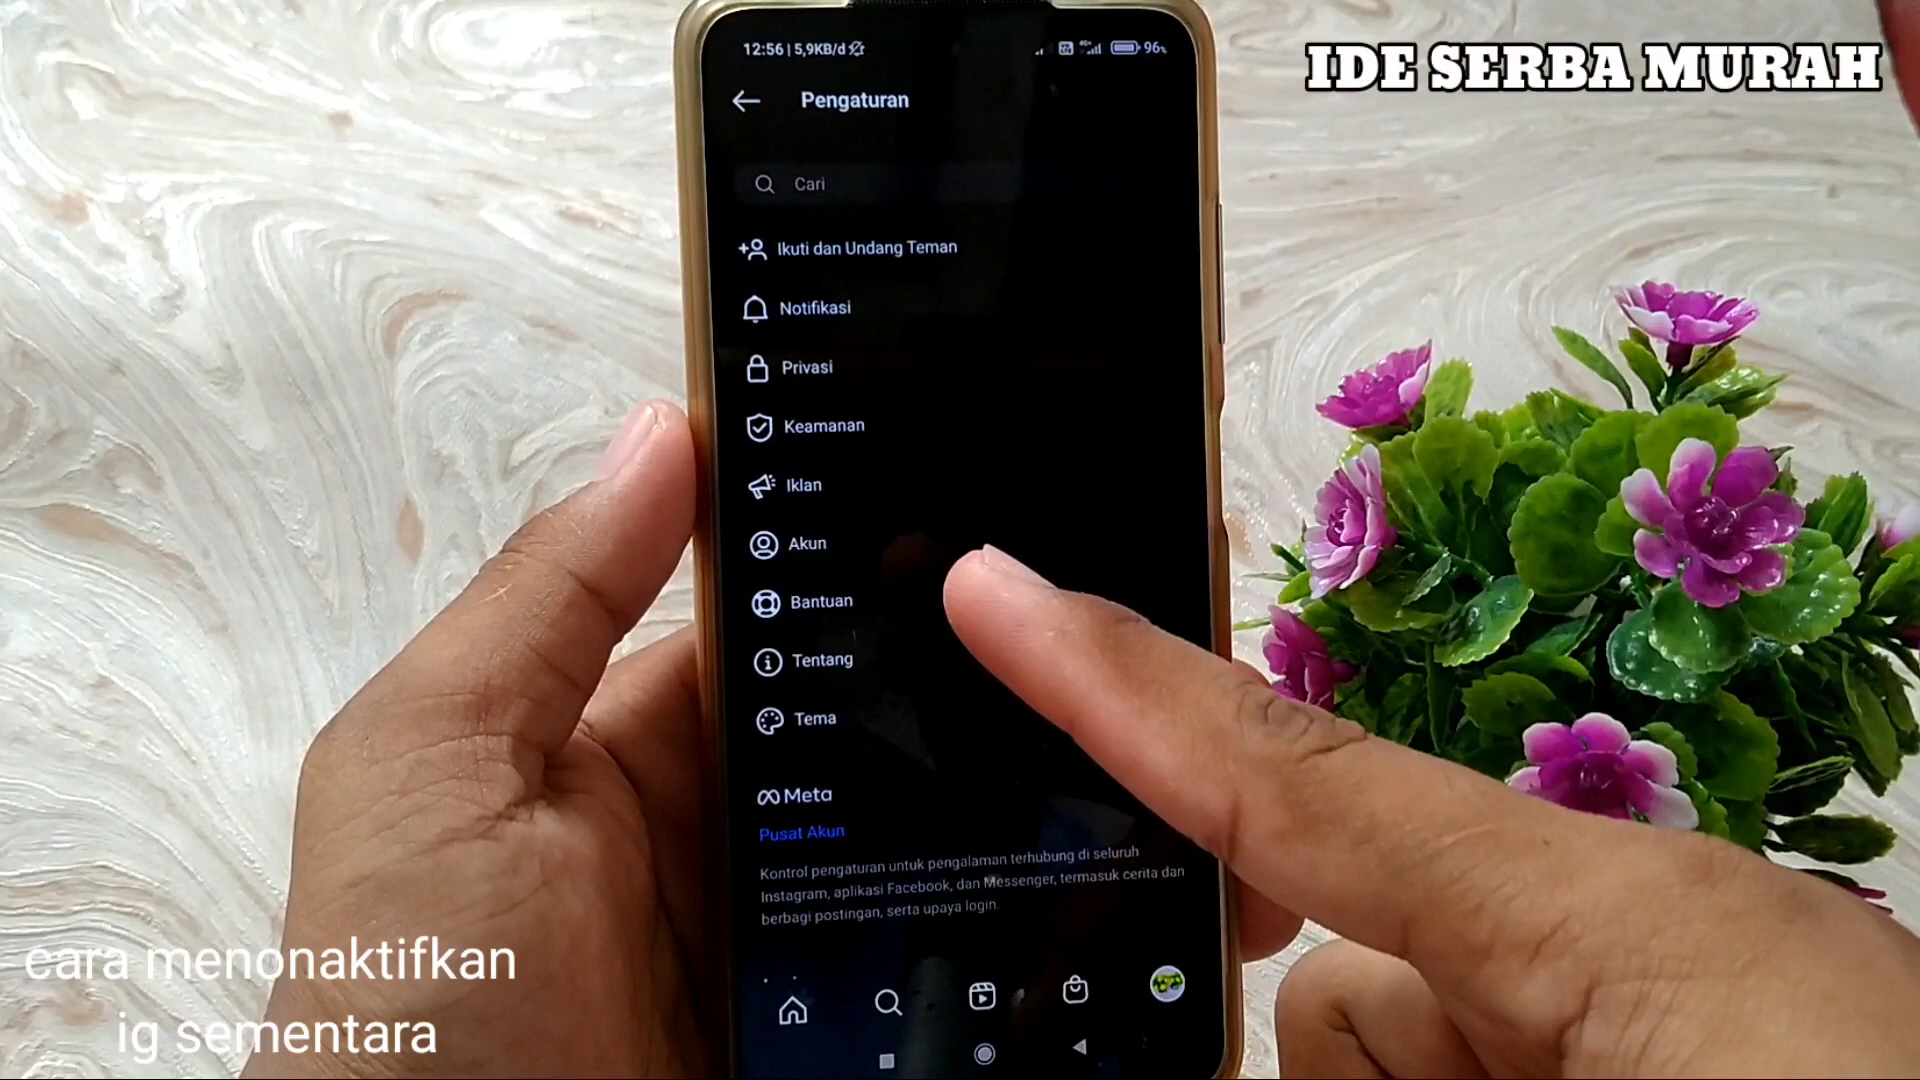 12:56 | 5,9KB/d
96%
IDE SERBA MURAH
Pengaturan
Cari
Ikuti dan Undang Teman
Notifikasi
Privasi
Keamanan
Iklan
Akun
Bantuan
Tentang
Tema
Meta
Pusat Akun
Kontrol pengaturan untuk pengalaman terhubung di seluruh
Instagram, aplikasi Facebook, dan Messenger, termasuk cerita dan
berbagi postingan, serta upaya login.
cara menonaktifkan
ig sementara